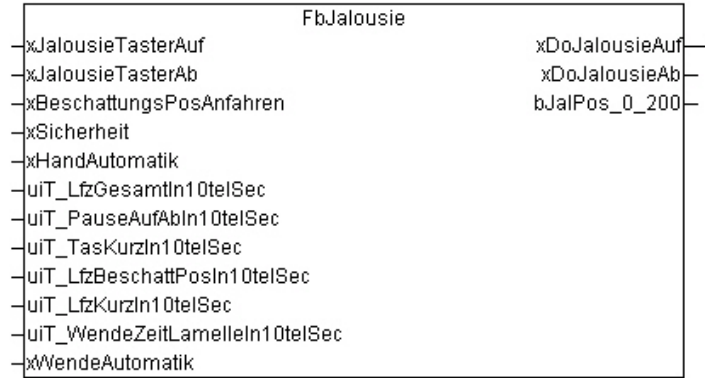 FbJalousie
xJalousieTasterAuf xDoJalousieAuf
xJalousieTasterAb xDoJalousieAb
xBeschattungsPosAnfahren bJalPos_0_200
xSicherheit
xHandAutomatik
uiT_LfzGesamtIn10telSec
uiT_PauseAufAbIn10telSec
uiT_TasKurzIn10telSec
uiT_LfzBeschattPosIn10telSec
uiT_LfzKurzIn10telSec
uiT_WendeZeitLamelleIn10telSec
xWendeAutomatik